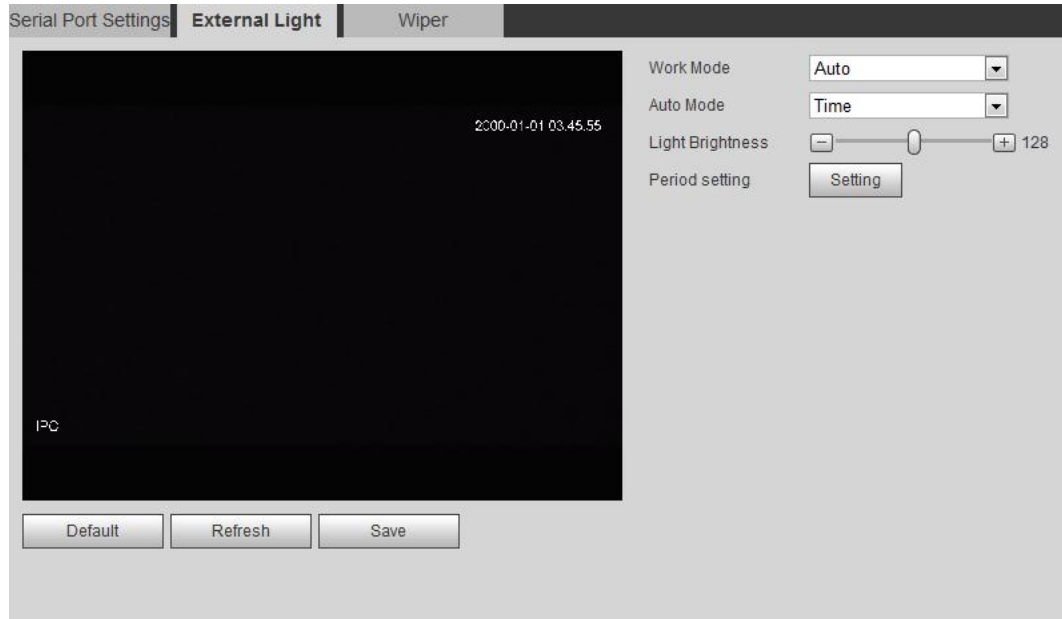 Serial Port Settings External Light Wiper
Work Mode Auto
Auto Mode Time
2000-01-01 03:45:55
Light Brightness 128
Period setting Setting
IPC
Default Refresh Save